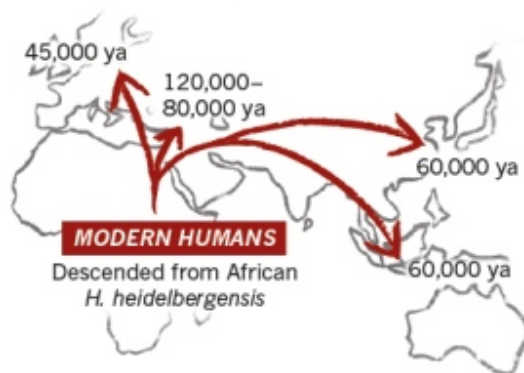 45,000 ya
120,000–
80,000 ya
60,000 ya
MODERN HUMANS
Descended from African
H. heidelbergensis
60,000 ya